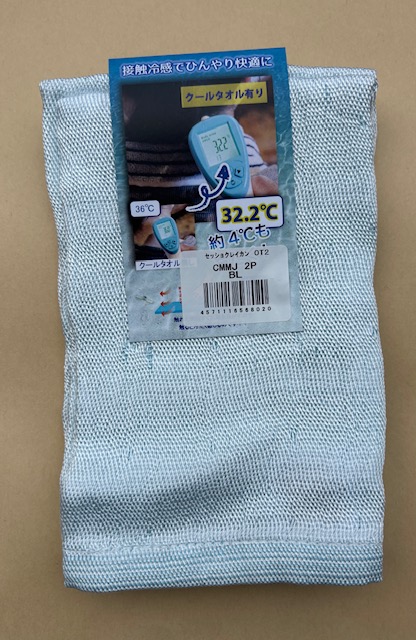 接触冷感でひんやり快適に
クールタオル有り
32.2
36℃
32.2℃
約4℃も
クールタオル
セッショクレイカン OT2
CMMJ 2P
BL
4571116568020